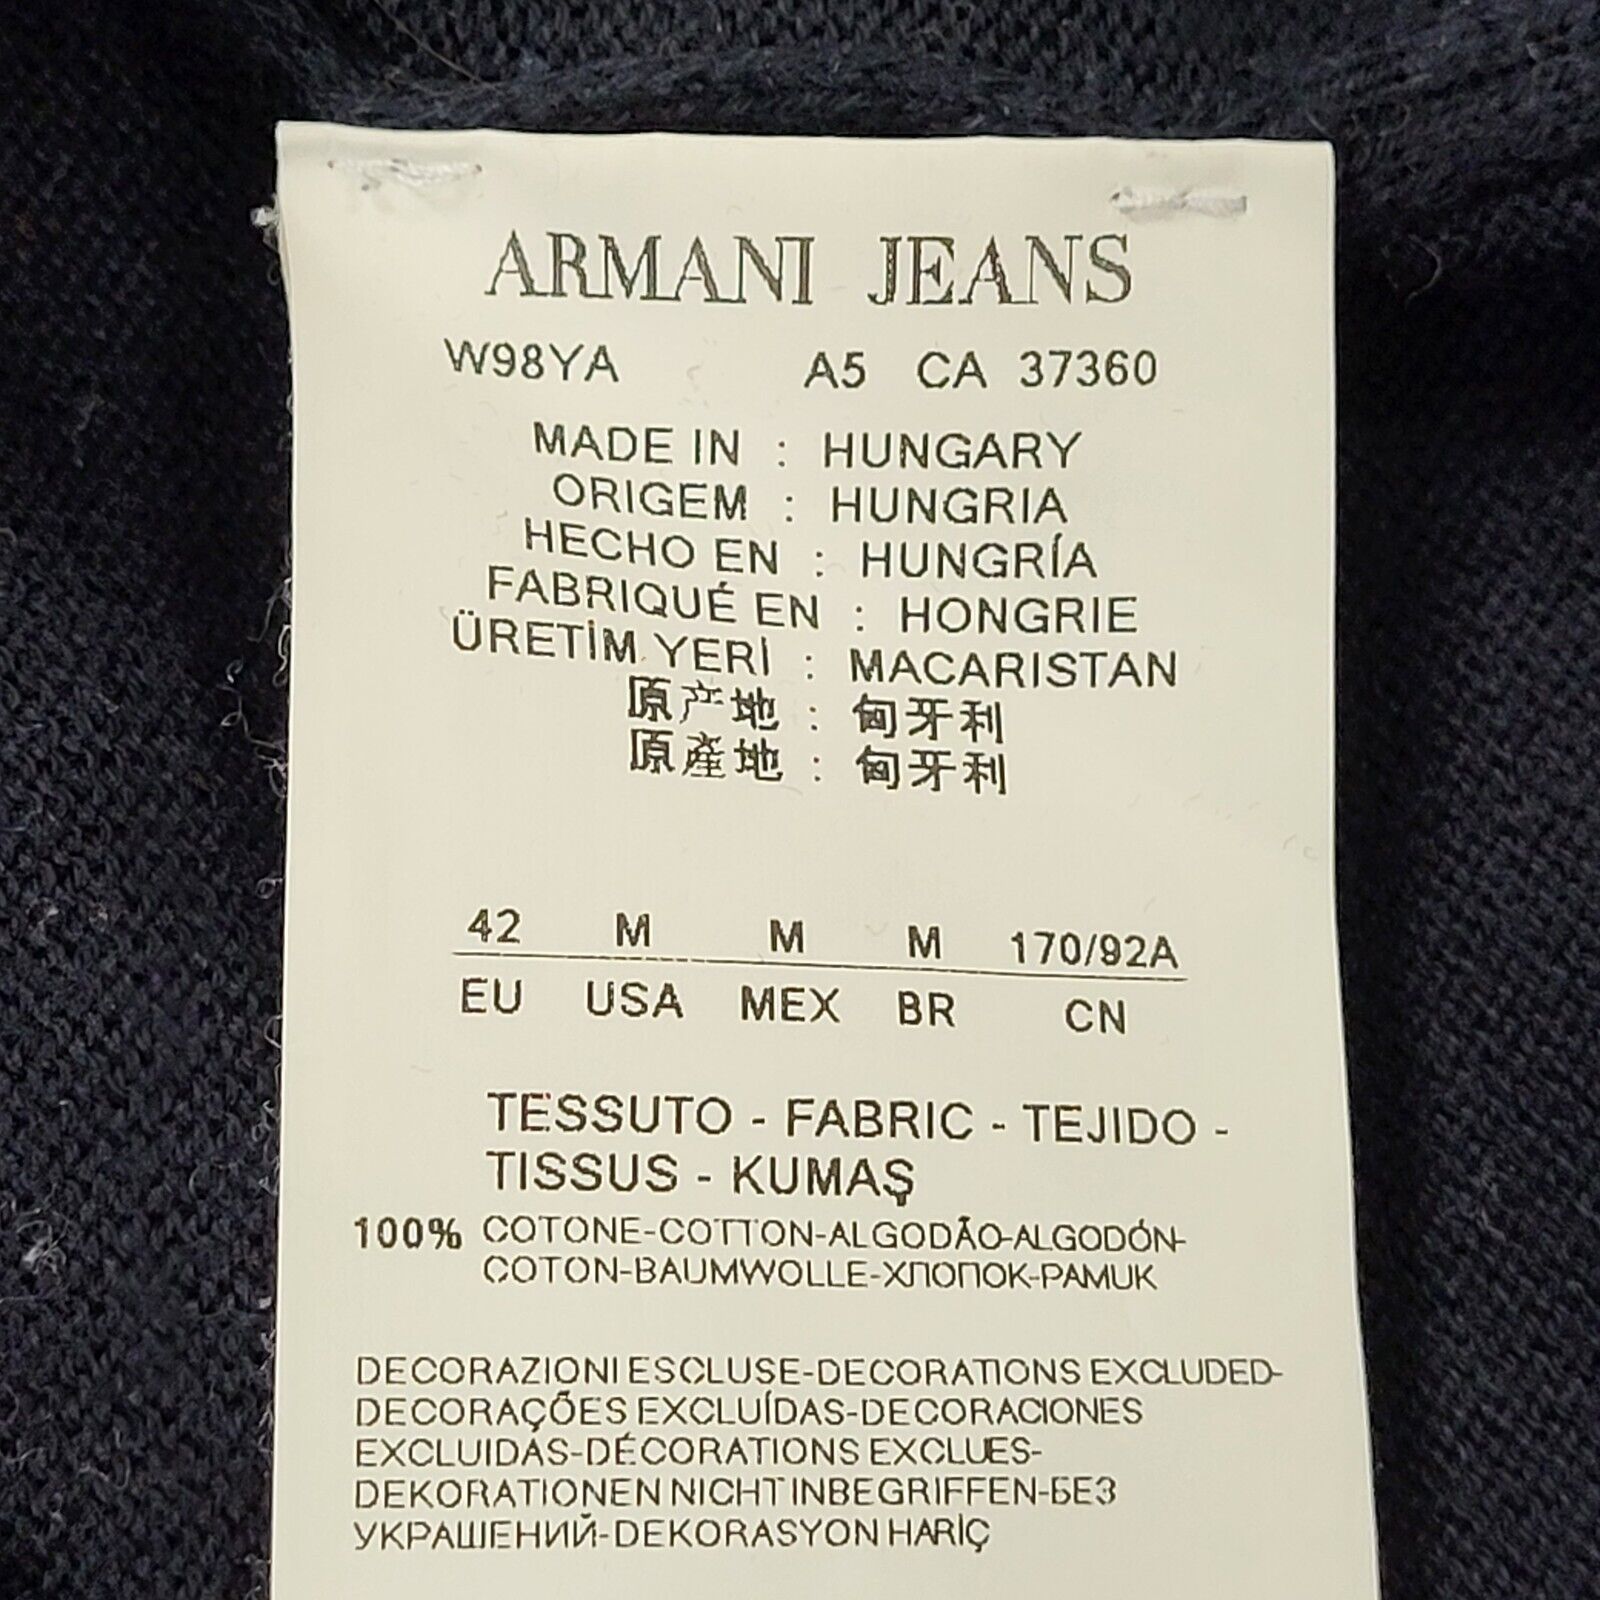 ARMANI JEANS
W98YA A5 CA 37360
MADE IN : HUNGARY
ORIGEM : HUNGRIA
HECHO EN : HUNGRÍA
FABRIQUÉ EN : HONGRIE
ÜRETİM YERİ : MACARISTAN
原产地 : 匈牙利
原產地 : 匈牙利
42 M M M 170/92A
EU USA MEX BR CN
TESSUTO - FABRIC - TEJIDO -
TISSUS - KUMAŞ
100% COTONE-COTTON-ALGODÃO-ALGODÓN-
COTON-BAUMWOLLE-ХЛОПОК-PAMUK
DECORAZIONI ESCLUSE-DECORATIONS EXCLUDED-
DECORAÇÕES EXCLUÍDAS-DECORACIONES
EXCLUIDAS-DÉCORATIONS EXCLUES-
DEKORATIONEN NICHT INBEGRIFFEN-БЕЗ
УКРАШЕНИЙ-DEKORASYON HARİÇ